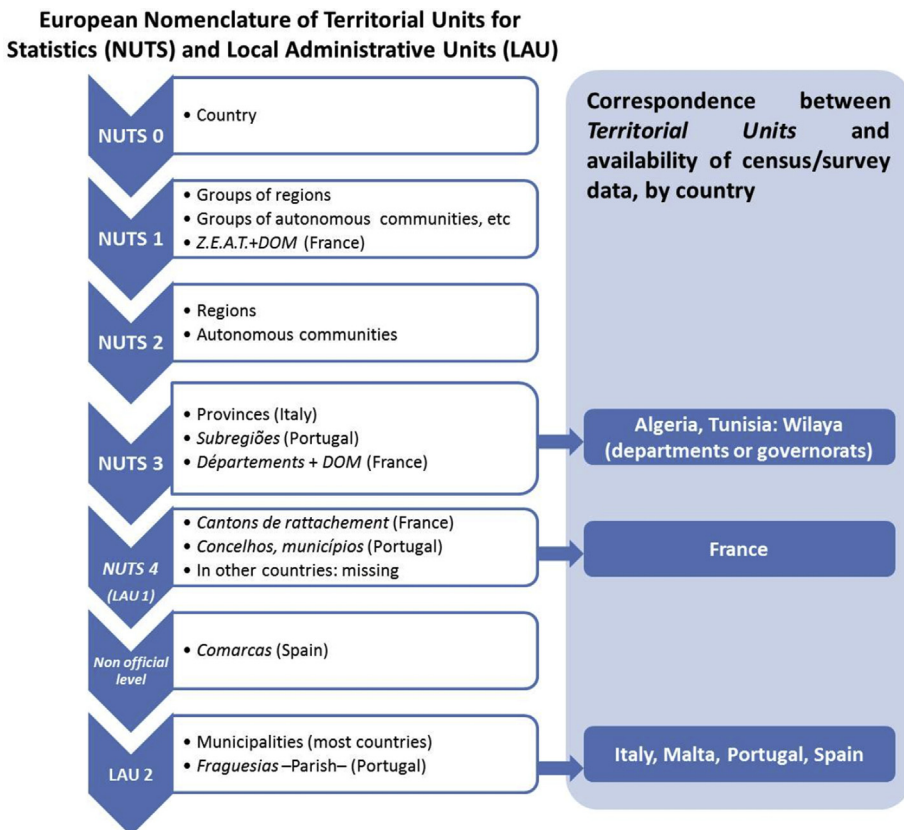 European Nomenclature of Territorial Units for
Statistics (NUTS) and Local Administrative Units (LAU)
NUTS 0
• Country
NUTS 1
• Groups of regions
• Groups of autonomous communities, etc
• Z.E.A.T.+DOM (France)
NUTS 2
• Regions
• Autonomous communities
NUTS 3
• Provinces (Italy)
• Subregiões (Portugal)
• Départements + DOM (France)
NUTS 4
(LAU 1)
• Cantons de rattachement (France)
• Concelhos, municípios (Portugal)
• In other countries: missing
Non official
level
• Comarcas (Spain)
LAU 2
• Municipalities (most countries)
• Fraguesias –Parish– (Portugal)
Correspondence between
Territorial Units and
availability of census/survey
data, by country
Algeria, Tunisia: Wilaya
(departments or governorats)
France
Italy, Malta, Portugal, Spain